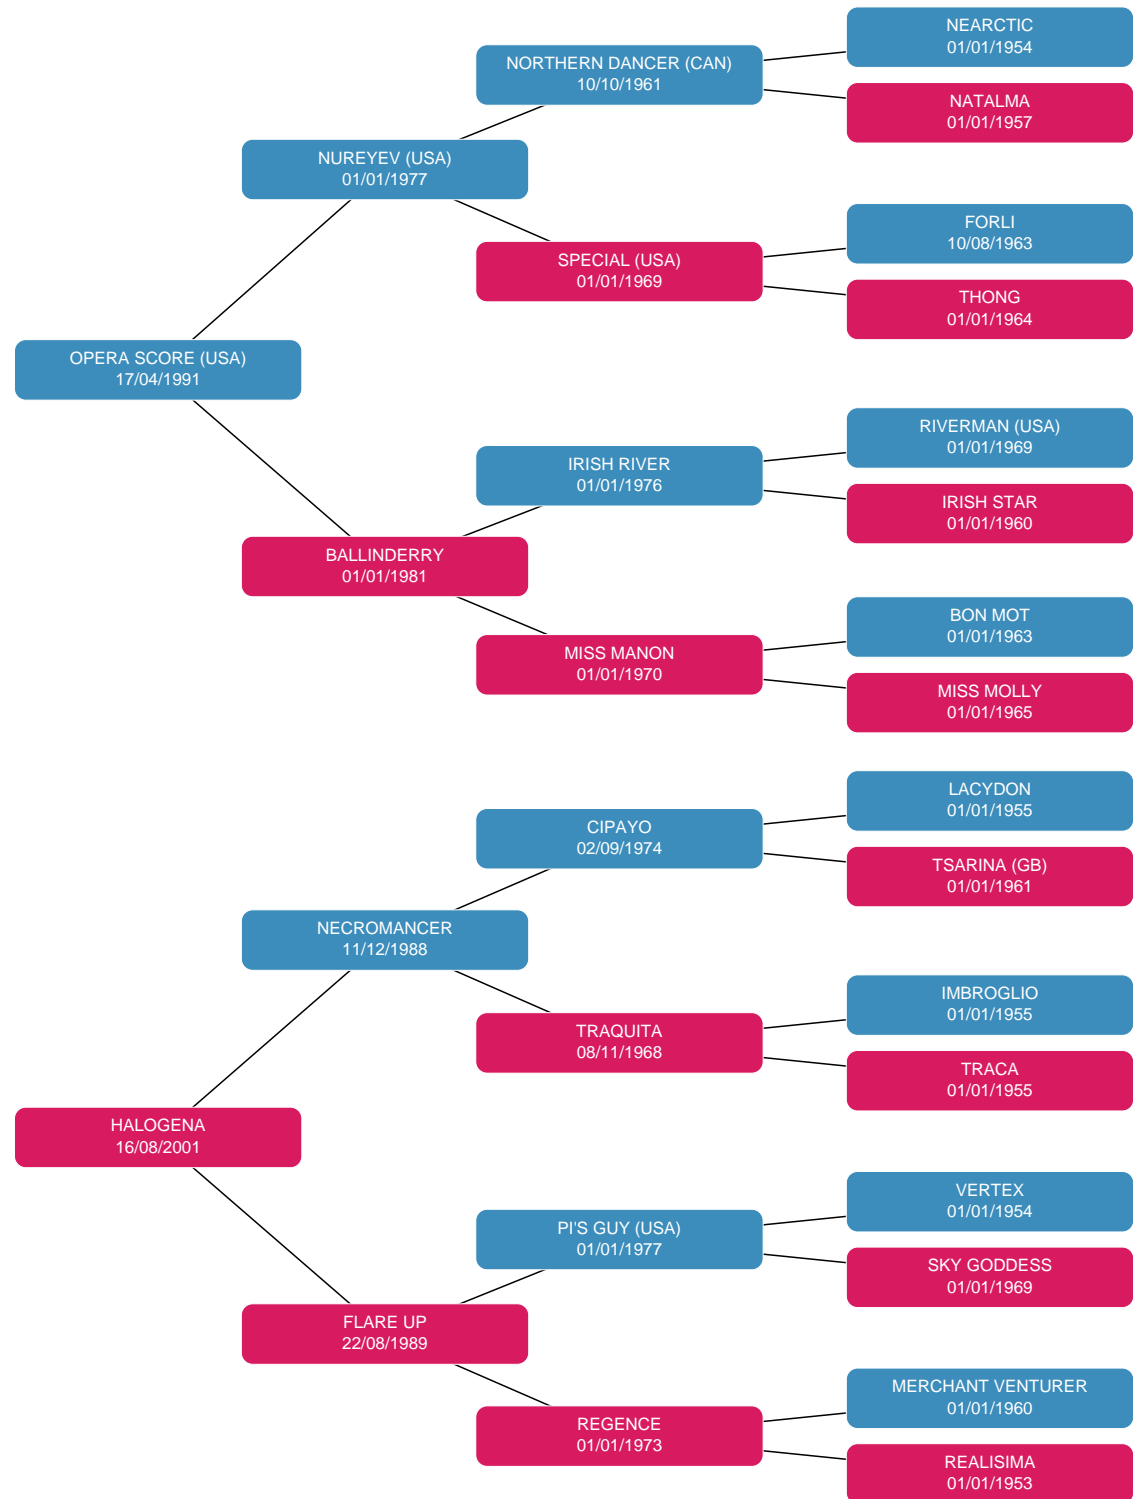 NEARCTIC
01/01/1954
NORTHERN DANCER (CAN)
10/10/1961
NATALMA
01/01/1957
NUREYEV (USA)
01/01/1977
FORLI
10/08/1963
SPECIAL (USA)
01/01/1969
THONG
01/01/1964
OPERA SCORE (USA)
17/04/1991
RIVERMAN (USA)
01/01/1969
IRISH RIVER
01/01/1976
IRISH STAR
01/01/1960
BALLINDERRY
01/01/1981
BON MOT
01/01/1963
MISS MANON
01/01/1970
MISS MOLLY
01/01/1965
LACYDON
01/01/1955
CIPAYO
02/09/1974
TSARINA (GB)
01/01/1961
NECROMANCER
11/12/1988
IMBROGLIO
01/01/1955
TRAQUITA
08/11/1968
TRACA
01/01/1955
HALOGENA
16/08/2001
VERTEX
01/01/1954
PI'S GUY (USA)
01/01/1977
SKY GODDESS
01/01/1969
FLARE UP
22/08/1989
MERCHANT VENTURER
01/01/1960
REGENCE
01/01/1973
REALISIMA
01/01/1953